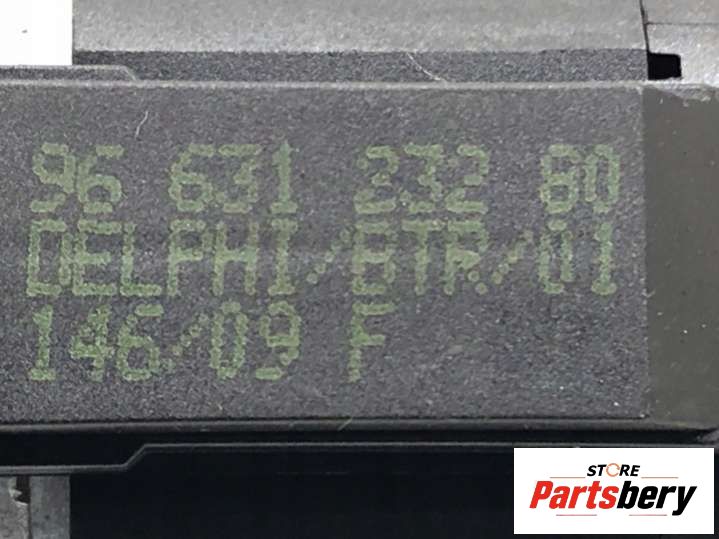 96 631 232 80
DELPHI/BTR/01
146/09 F
STORE
Partsbery